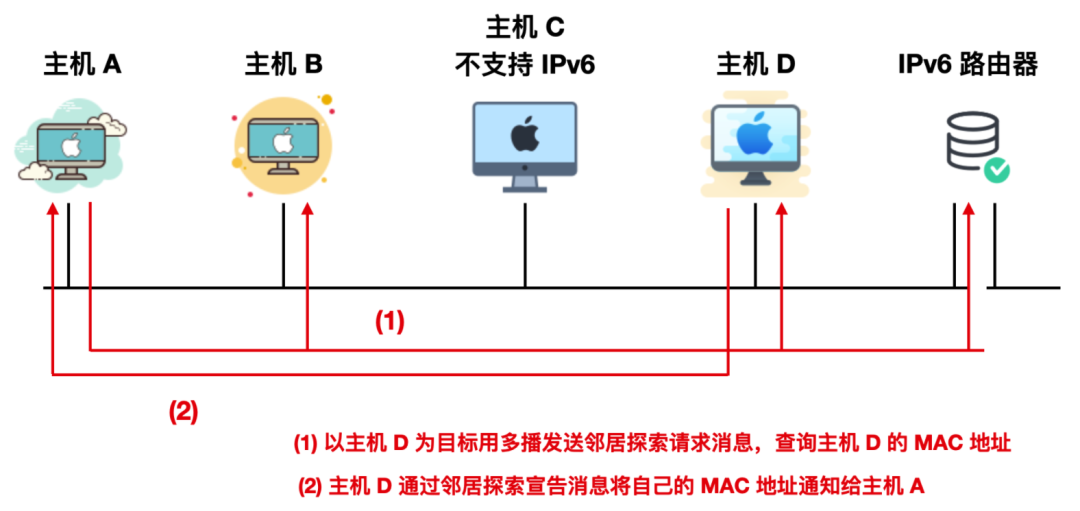 主机 C
主机 A
主机 B
不支持 IPv6
主机 D
IPv6 路由器
(1)
(2)
(1) 以主机 D 为目标用多播发送邻居探索请求消息，查询主机 D 的 MAC 地址
(2) 主机 D 通过邻居探索宣告消息将自己的 MAC 地址通知给主机 A